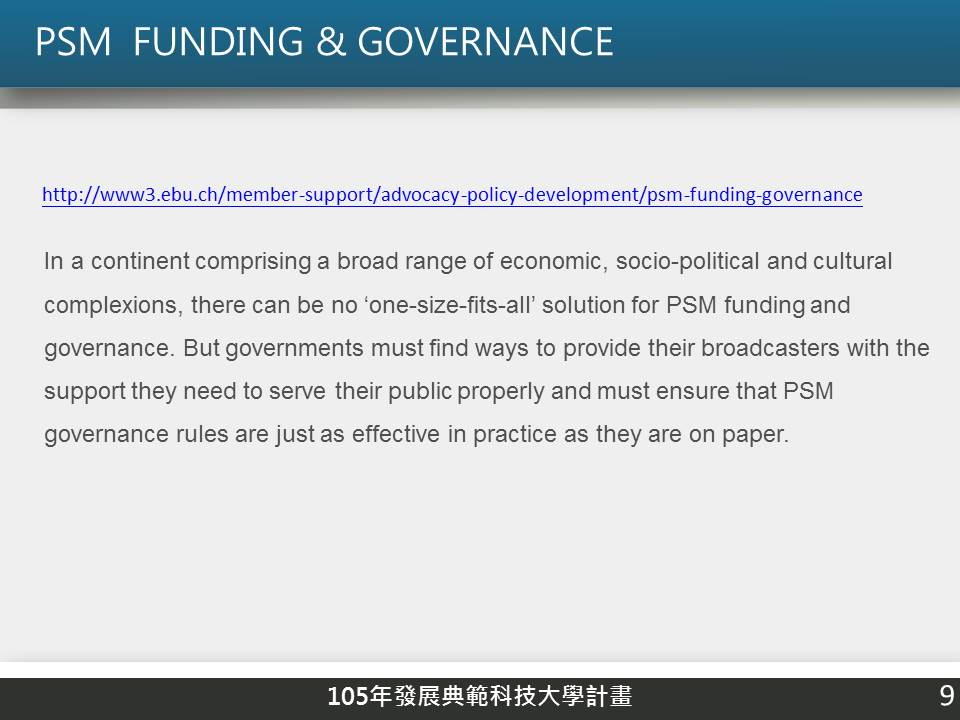 PSM FUNDING & GOVERNANCE
http://www3.ebu.ch/member-support/advocacy-policy-development/psm-funding-governance
In a continent comprising a broad range of economic, socio-political and cultural
complexions, there can be no ‘one-size-fits-all’ solution for PSM funding and
governance. But governments must find ways to provide their broadcasters with the
support they need to serve their public properly and must ensure that PSM
governance rules are just as effective in practice as they are on paper.
105年發展典範科技大學計畫
9